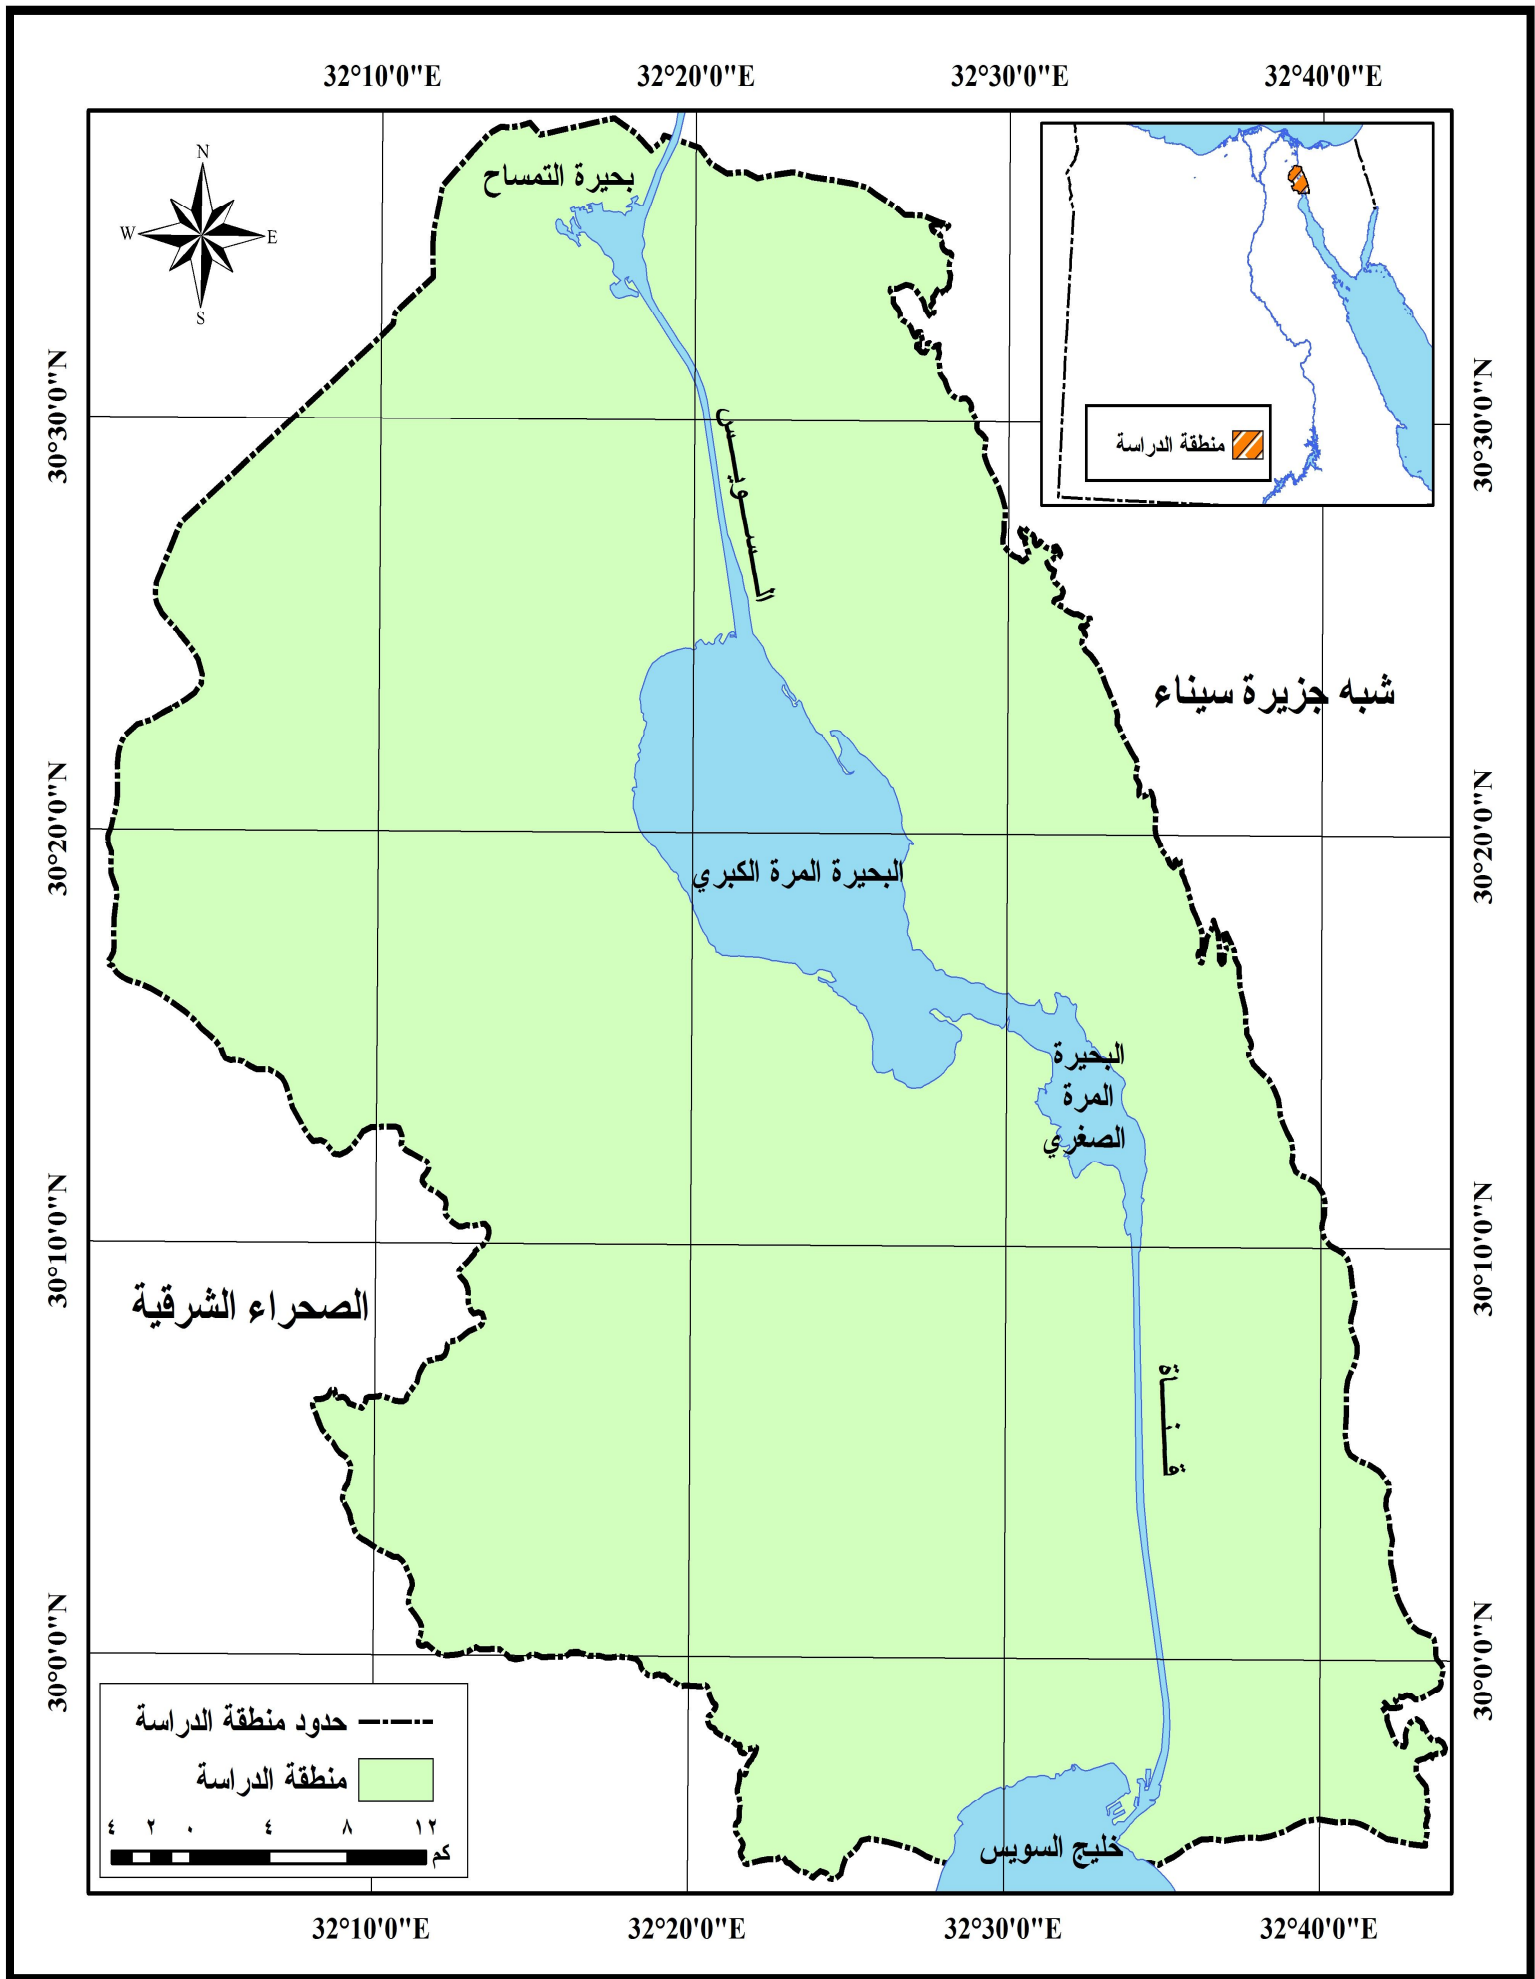 32°10'0"E 32°20'0"E 32°30'0"E 32°40'0"E
N
W E
S
بحيرة التمساح
منطقة الدراسة
30°30'0"N 30°30'0"N
السويس
شبه جزيرة سيناء
30°20'0"N 30°20'0"N
البحيرة المرة الكبري
البحيرة
المرة
الصغري
30°10'0"N 30°10'0"N
الصحراء الشرقية
قناة
30°0'0"N 30°0'0"N
حدود منطقة الدراسة
منطقة الدراسة
٤ ٢ ٠ ٤ ٨ ١٢
كم
خليج السويس
32°10'0"E 32°20'0"E 32°30'0"E 32°40'0"E